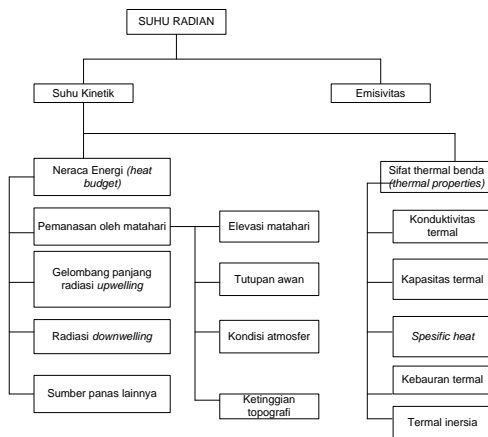 SUHU RADIAN
Suhu Kinetik
Emisivitas
Neraca Energi (heat
budget)
Sifat thermal benda
(thermal properties)
Pemanasan oleh matahari
Elevasi matahari
Konduktivitas
termal
Gelombang panjang
radiasi upwelling
Tutupan awan
Kapasitas termal
Radiasi downwelling
Kondisi atmosfer
Spesific heat
Sumber panas lainnya
Ketinggian
topografi
Kebauran termal
Termal inersia